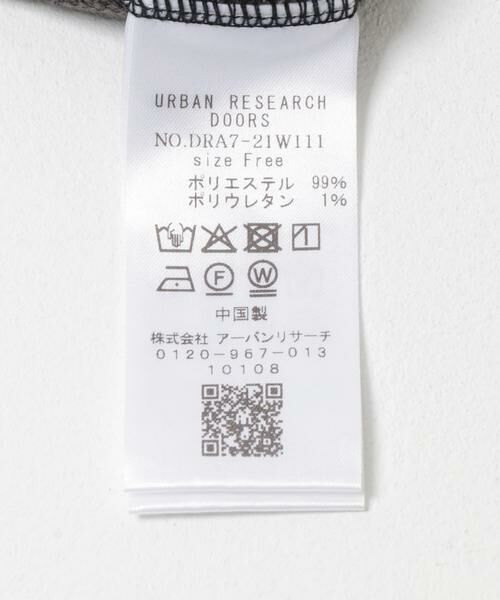 URBAN RESEARCH
DOORS
NO.DRA7-21W111
size Free
ポリエステル 99%
ポリウレタン 1%
F W
中国製
株式会社 アーバンリサーチ
0120-967-013
10108